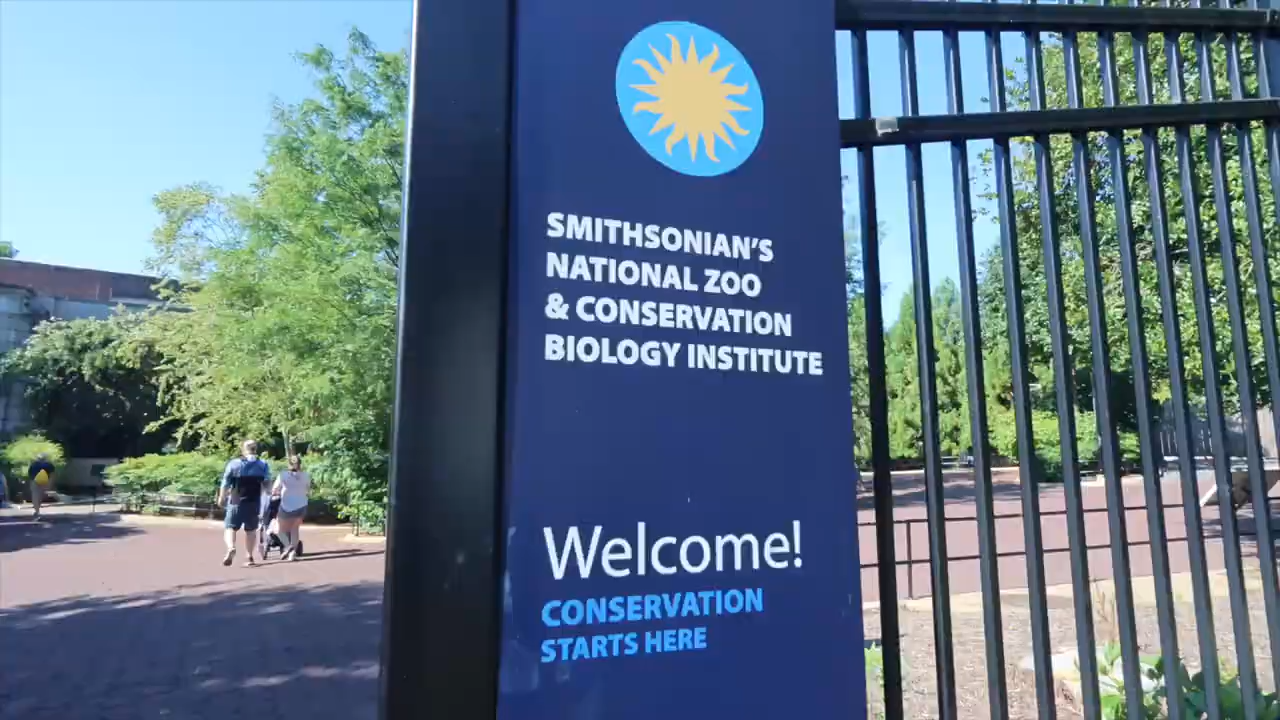 SMITHSONIAN'S
NATIONAL ZOO
& CONSERVATION
BIOLOGY INSTITUTE
Welcome!
CONSERVATION
STARTS HERE